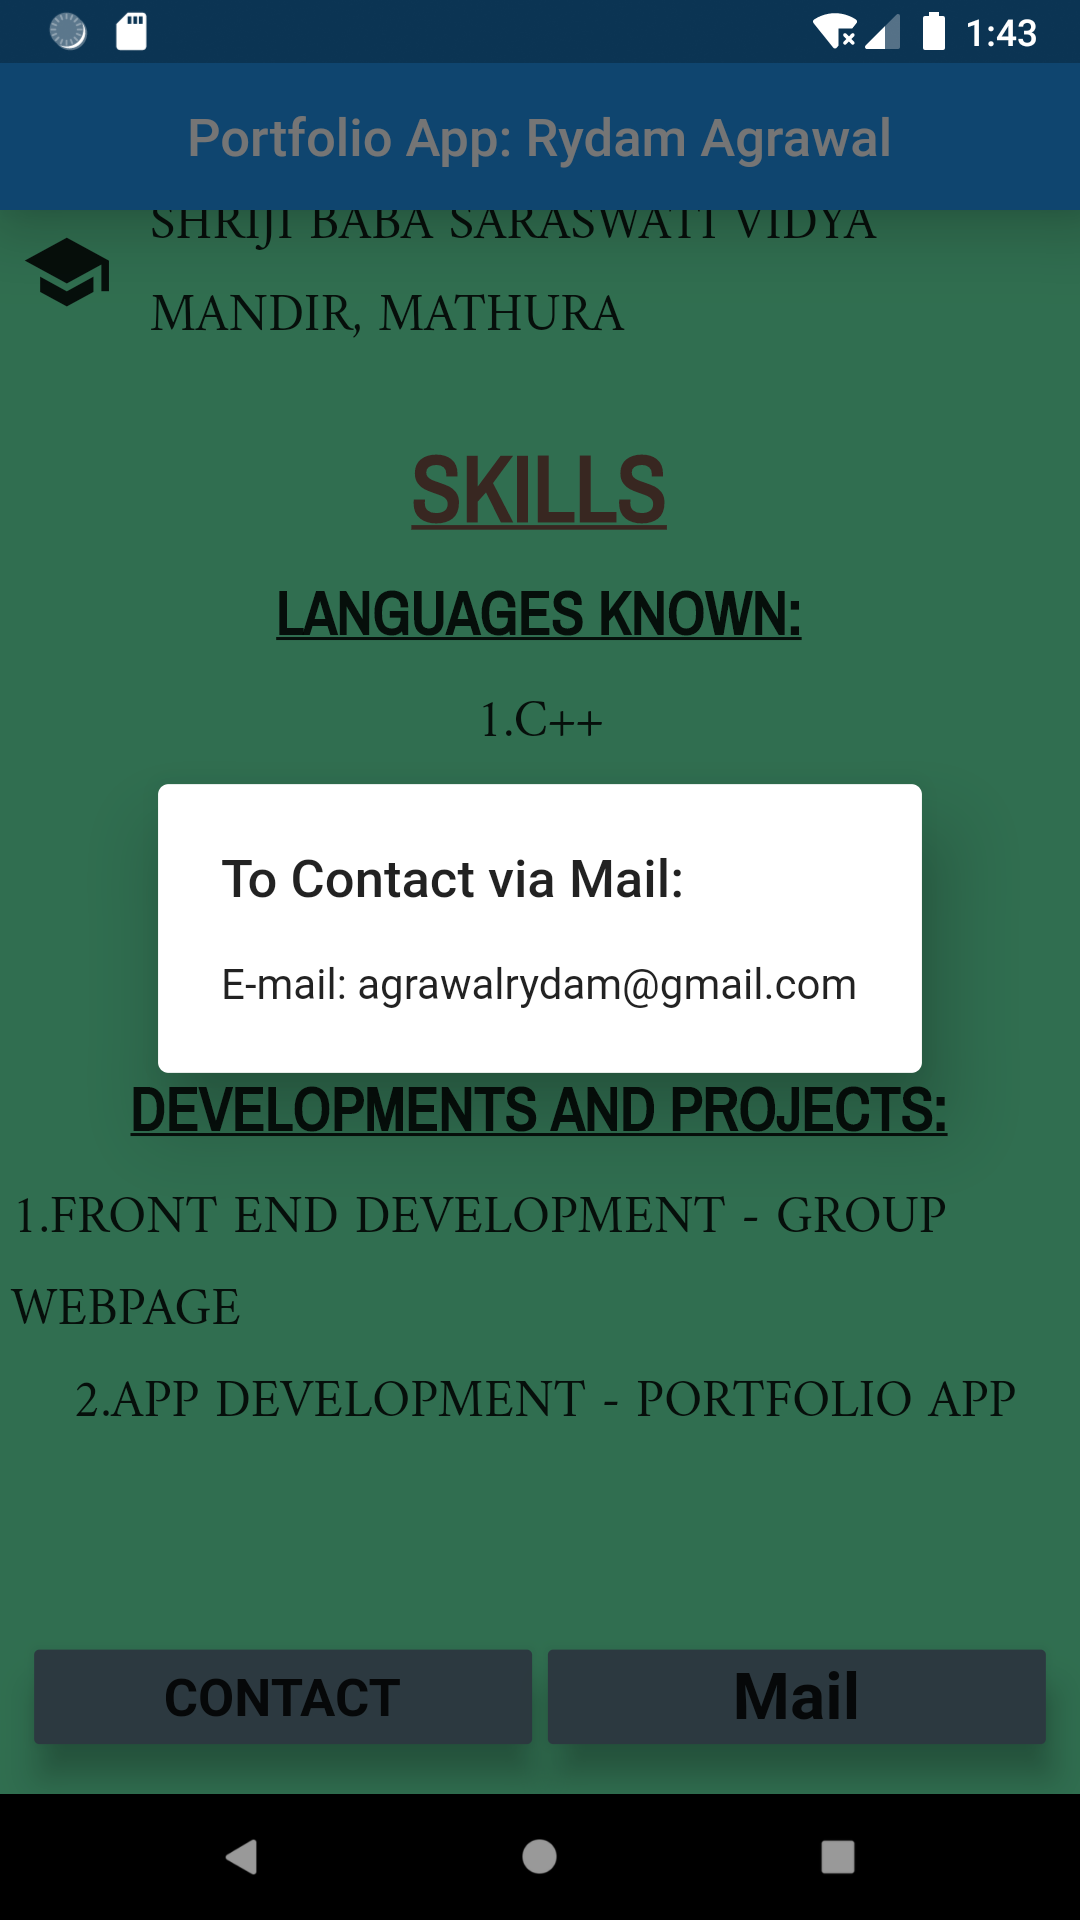 1:43
Portfolio App: Rydam Agrawal
SHRIJI BABA SARASWATI VIDYA
MANDIR, MATHURA
SKILLS
LANGUAGES KNOWN:
1.C++
To Contact via Mail:
E-mail: agrawalrydam@gmail.com
DEVELOPMENTS AND PROJECTS:
1.FRONT END DEVELOPMENT - GROUP
WEBPAGE
2.APP DEVELOPMENT - PORTFOLIO APP
CONTACT
Mail